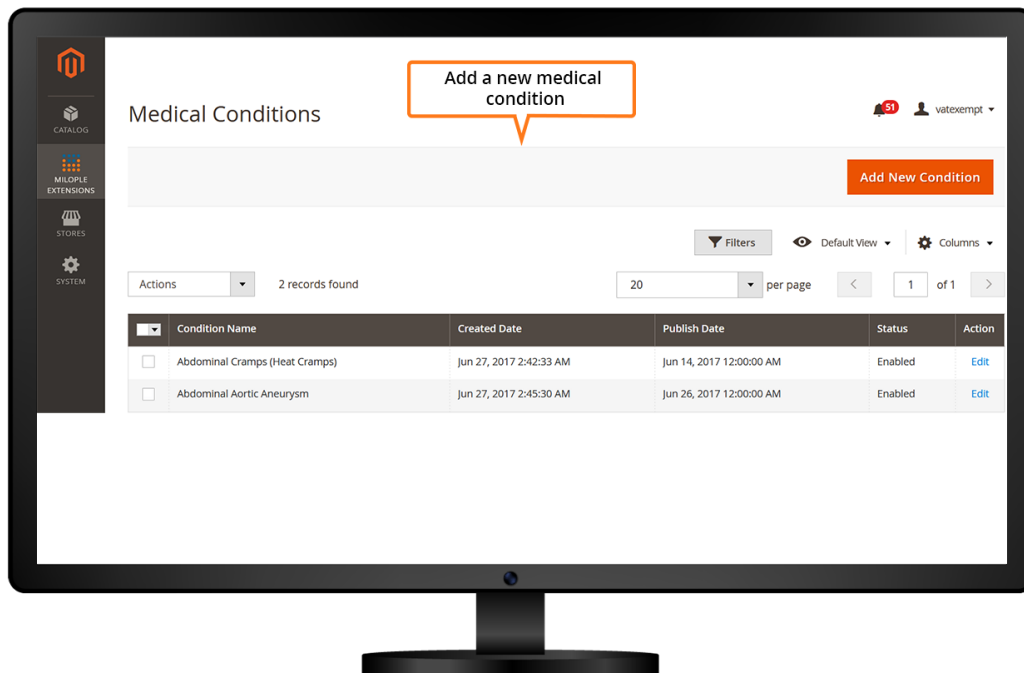 Add a new medical
condition
Medical Conditions
51
vatexempt
CATALOG
MILOPLE
EXTENSIONS
STORES
SYSTEM
Add New Condition
Filters
Default View
Columns
Actions
2 records found
20
per page
1
of 1
Condition Name Created Date Publish Date Status Action
Abdominal Cramps (Heat Cramps) Jun 27, 2017 2:42:33 AM Jun 14, 2017 12:00:00 AM Enabled Edit
Abdominal Aortic Aneurysm Jun 27, 2017 2:45:30 AM Jun 26, 2017 12:00:00 AM Enabled Edit